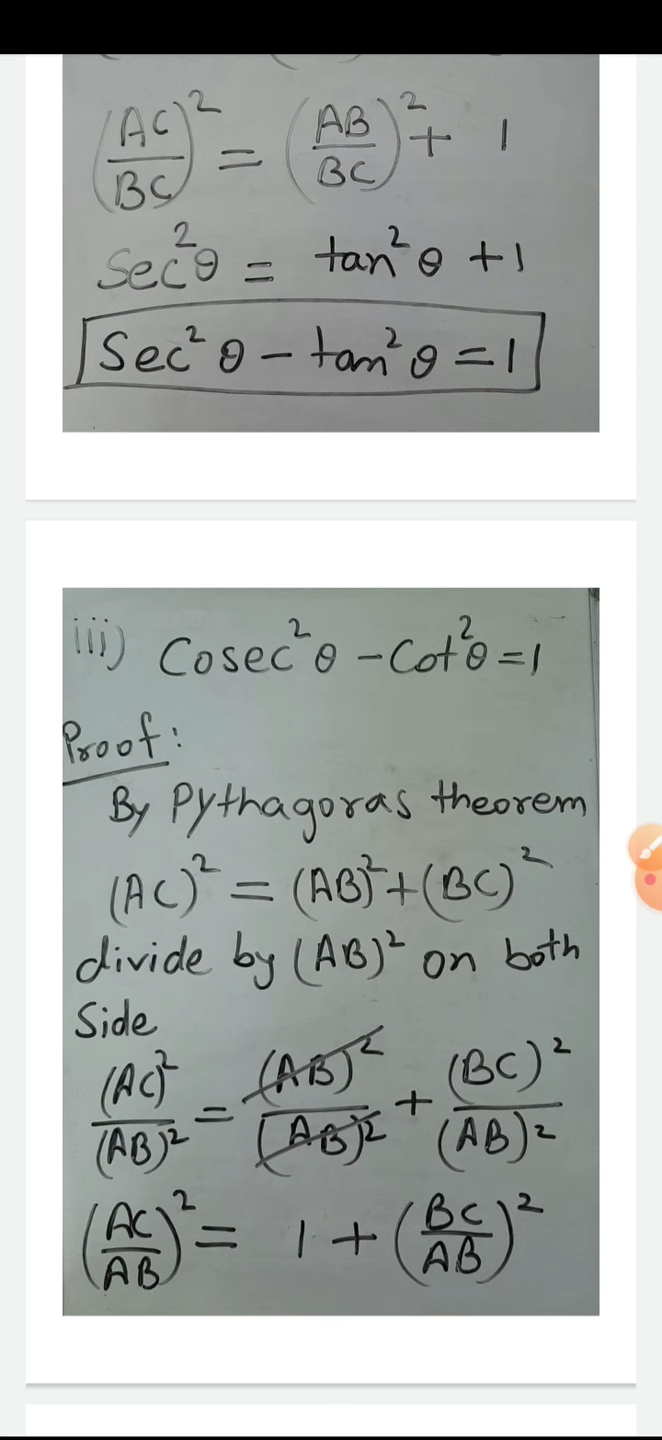 (AC/BC)² = (AB/BC)² + 1
Sec²θ = tan²θ + 1
Sec²θ - tan²θ = 1
iii) Cosec²θ - Cot²θ = 1
Proof:
By Pythagoras theorem
(AC)² = (AB)² + (BC)²
divide by (AB)² on both
Side
(AC)²/(AB)² = (AB)²/(AB)² + (BC)²/(AB)²
(AC/AB)² = 1 + (BC/AB)²